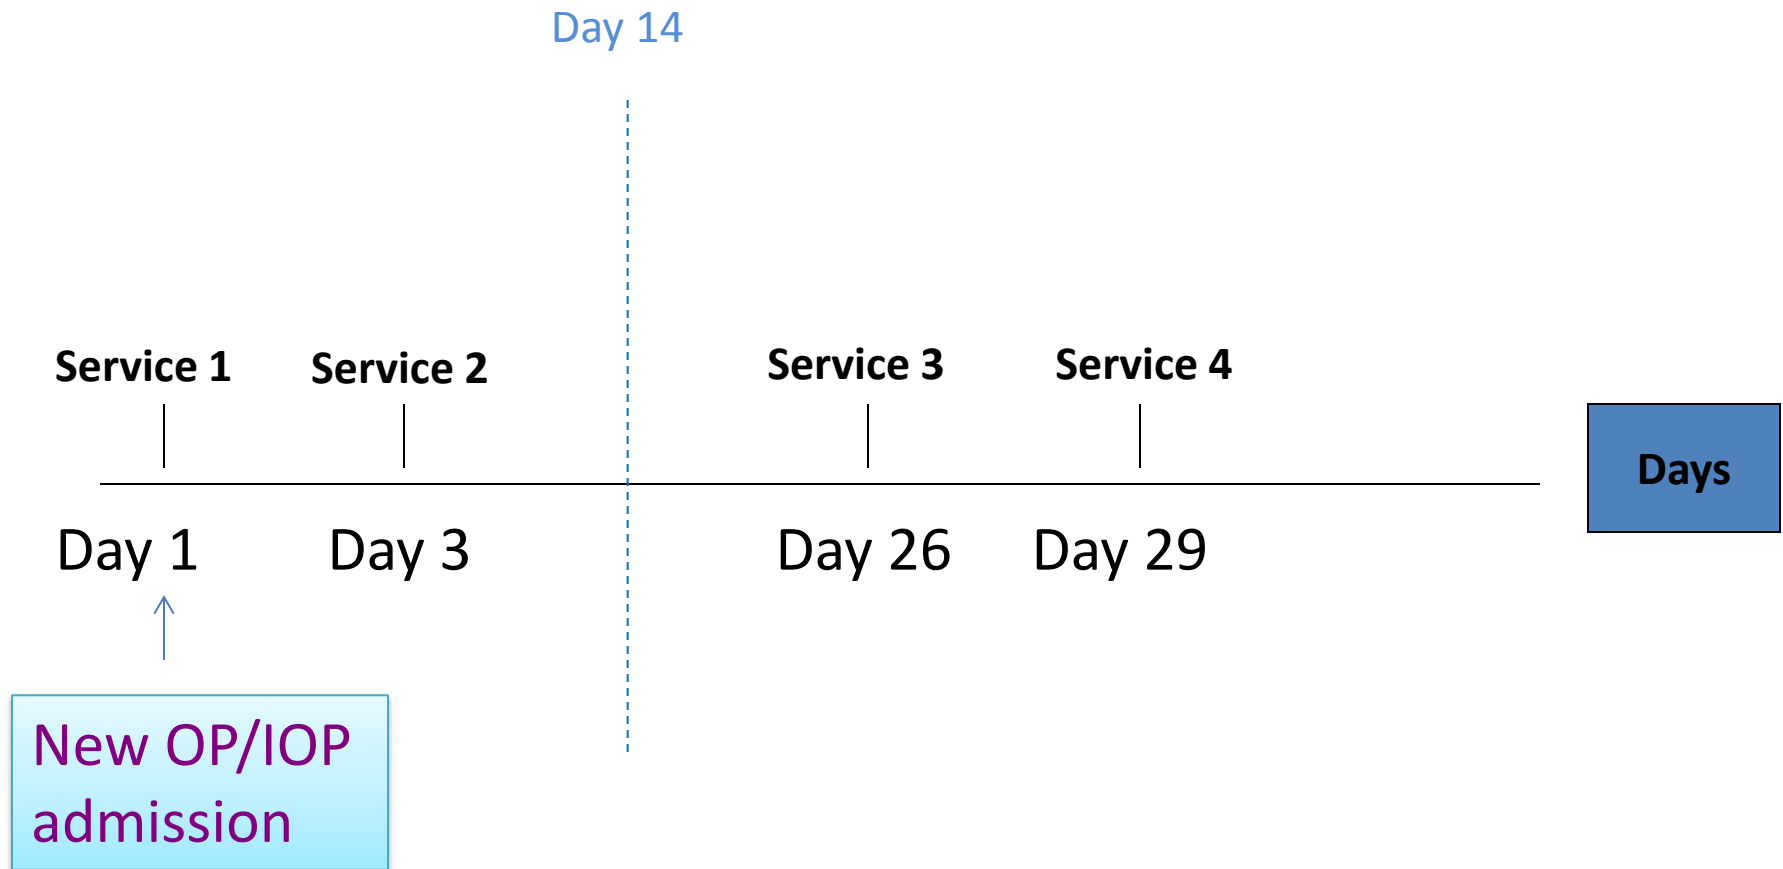 Day 14
Service 1
Service 2
Service 3
Service 4
Days
Day 1
Day 3
Day 26
Day 29
New OP/IOP
admission